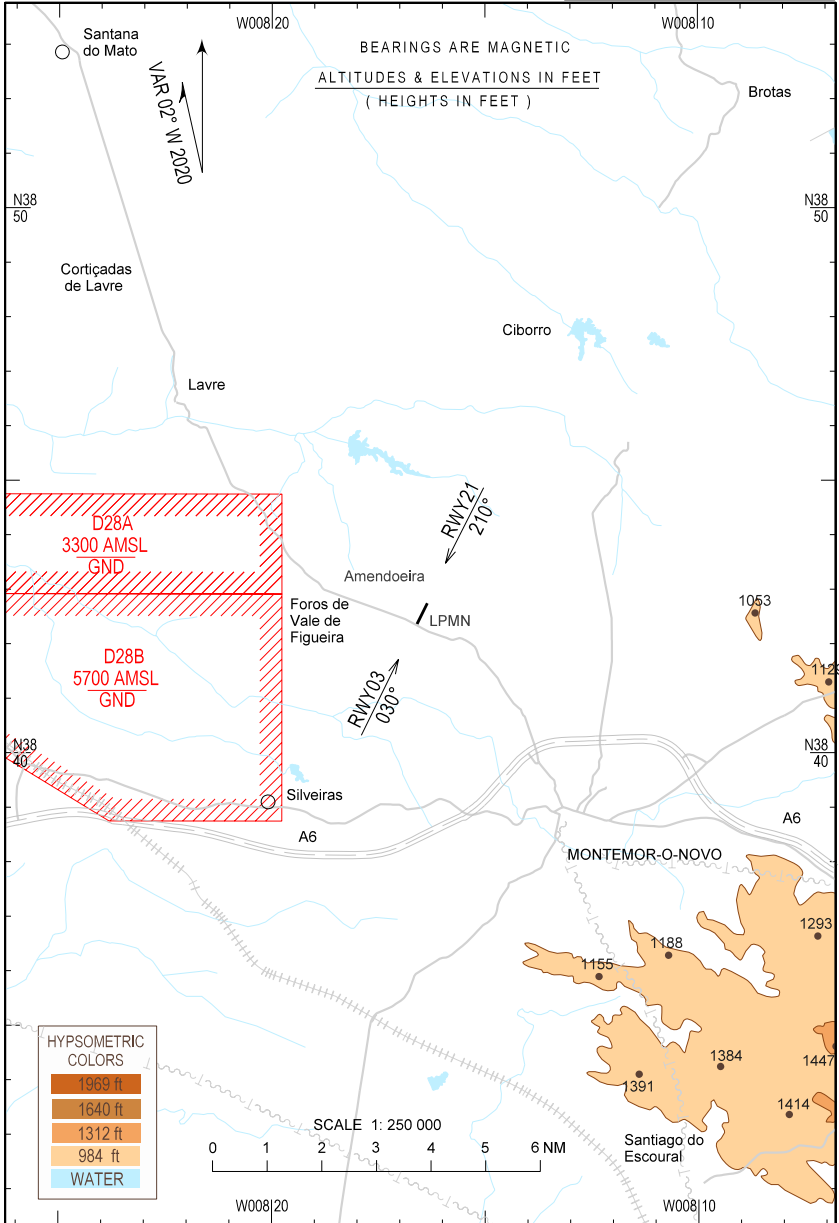 W008 20
W008 10
Santana
do Mato
BEARINGS ARE MAGNETIC
ALTITUDES & ELEVATIONS IN FEET
( HEIGHTS IN FEET )
VAR 02° W 2020
Brotas
N38
50
N38
50
Cortiçadas
de Lavre
Ciborro
Lavre
RWY21
210°
D28A
3300 AMSL
GND
Amendoeira
Foros de
Vale de
Figueira
LPMN
1053
D28B
5700 AMSL
GND
RWY03
030°
N38
40
N38
40
Silveiras
A6
A6
MONTEMOR-O-NOVO
1293
1188
1155
1384
1447
1391
1414
HYPSOMETRIC
COLORS
1969 ft
1640 ft
1312 ft
984 ft
WATER
SCALE 1: 250 000
0 1 2 3 4 5 6 NM
Santiago do
Escoural
W008 20
W008 10